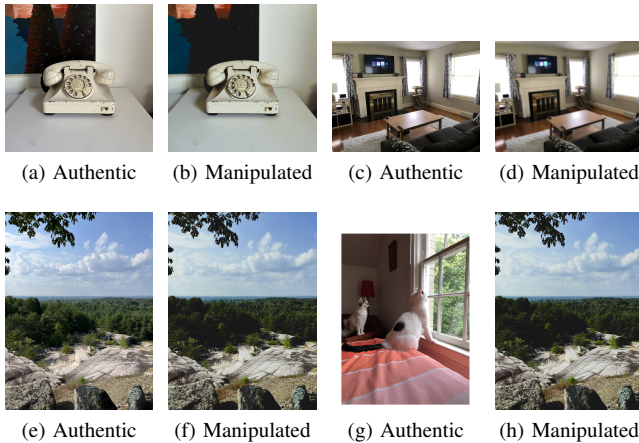 (a) Authentic (b) Manipulated (c) Authentic (d) Manipulated
(e) Authentic (f) Manipulated (g) Authentic (h) Manipulated